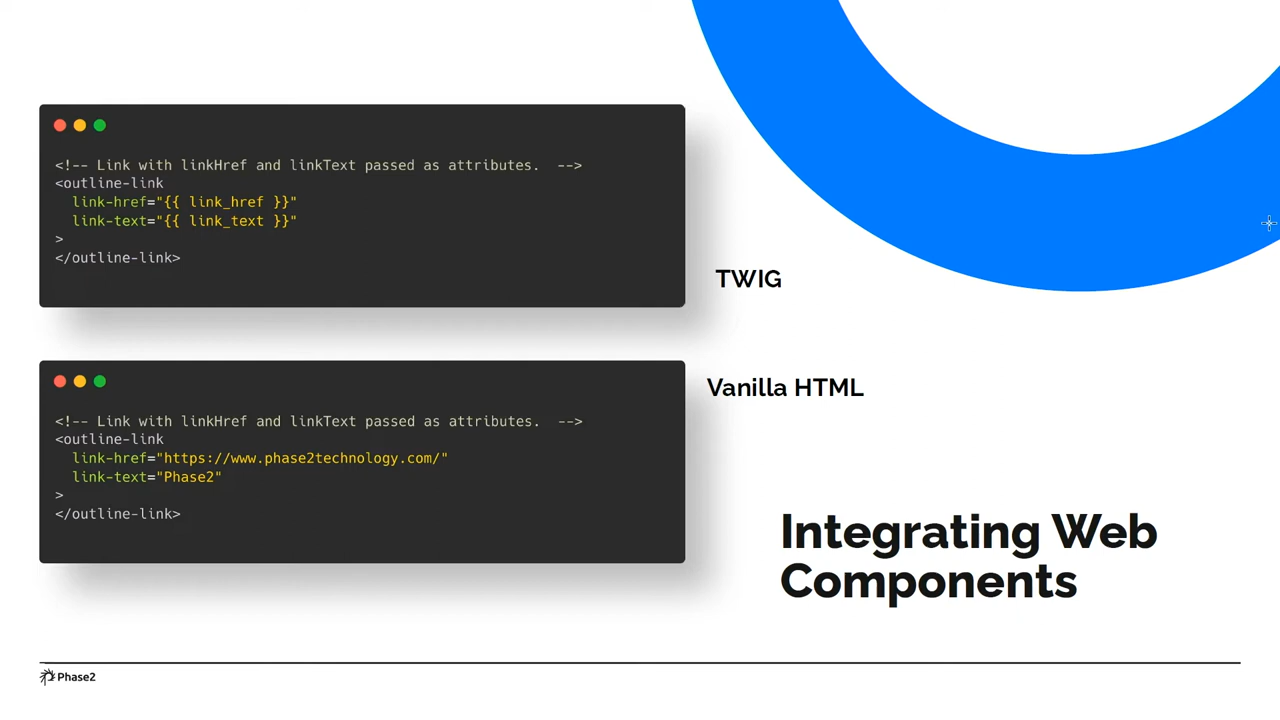 <!-- Link with linkHref and linkText passed as attributes.  -->
<outline-link
  link-href="{{ link_href }}"
  link-text="{{ link_text }}"
>
</outline-link>
TWIG
Vanilla HTML
<!-- Link with linkHref and linkText passed as attributes.  -->
<outline-link
  link-href="https://www.phase2technology.com/"
  link-text="Phase2"
>
</outline-link>
Integrating Web
Components
Phase2